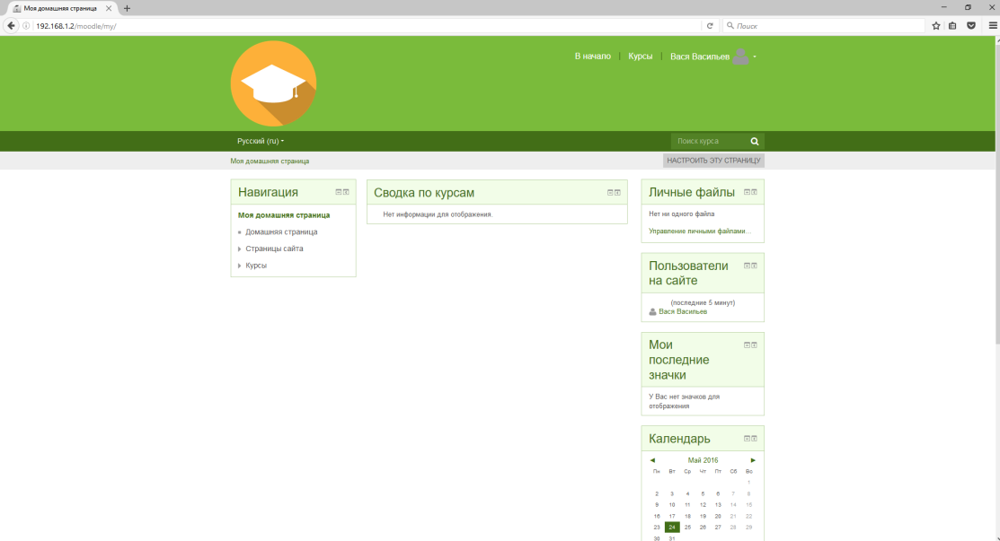 Моя домашняя страница
192.168.1.2/moodle/my/
Поиск
В начало | Курсы | Вася Васильев
Русский (ru)
Поиск курса
Моя домашняя страница
НАСТРОИТЬ ЭТУ СТРАНИЦУ
Навигация
Моя домашняя страница
Домашняя страница
Страницы сайта
Курсы
Сводка по курсам
Нет информации для отображения.
Личные файлы
Нет ни одного файла
Управление личными файлами...
Пользователи
на сайте
(последние 5 минут)
Вася Васильев
Мои
последние
значки
У Вас нет значков для
отображения
Календарь
◄ Май 2016 ►
Пн Вт Ср Чт Пт Сб Вс
1
2 3 4 5 6 7 8
9 10 11 12 13 14 15
16 17 18 19 20 21 22
23 24 25 26 27 28 29
30 31